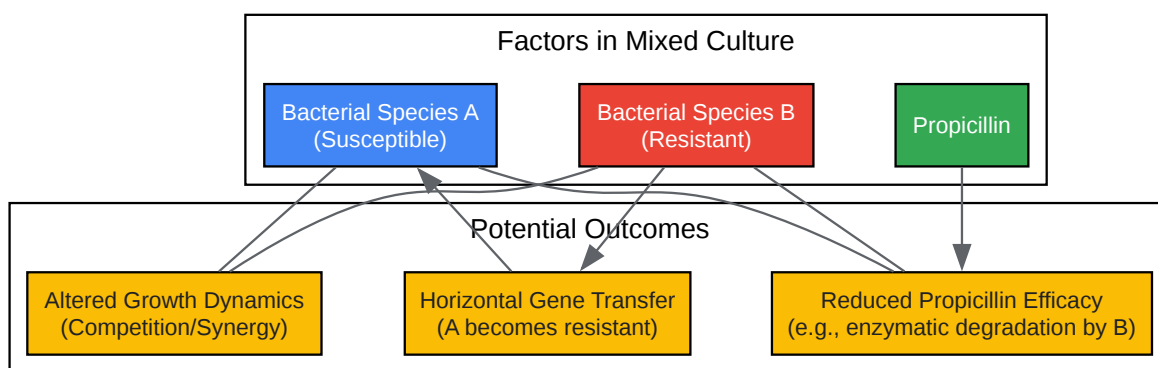 Factors in Mixed Culture
Bacterial Species A
(Susceptible)
Bacterial Species B
(Resistant)
Propicillin
Potential Outcomes
Altered Growth Dynamics
(Competition/Synergy)
Horizontal Gene Transfer
(A becomes resistant)
Reduced Propicillin Efficacy
(e.g., enzymatic degradation by B)